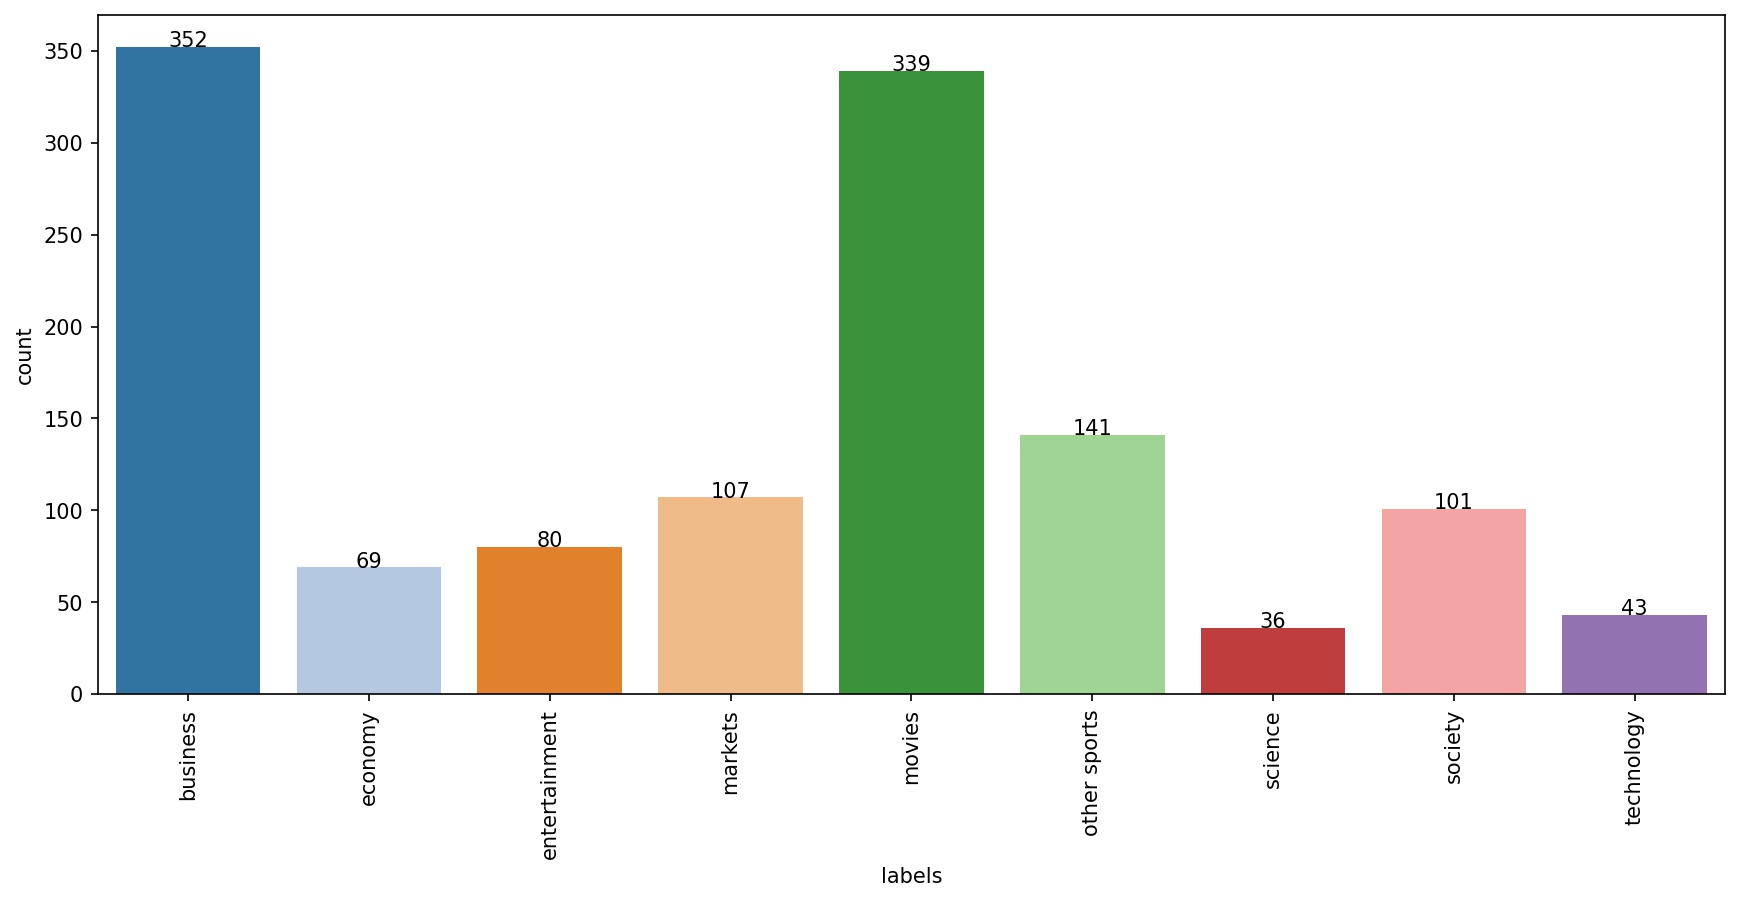 352
350
339
300
250
200
count
150
141
107
101
100
80
69
50
43
36
0
business
economy
entertainment
markets
movies
other sports
science
society
technology
labels